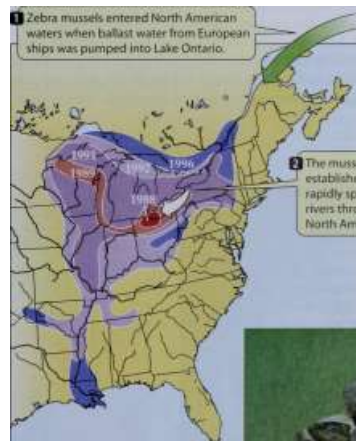 1 Zebra mussels entered North American
waters when ballast water from European
ships was pumped into Lake Ontario.
1991
1989
1992
1996
1988
2 The muss
establishe
rapidly sp
rivers thro
North Am